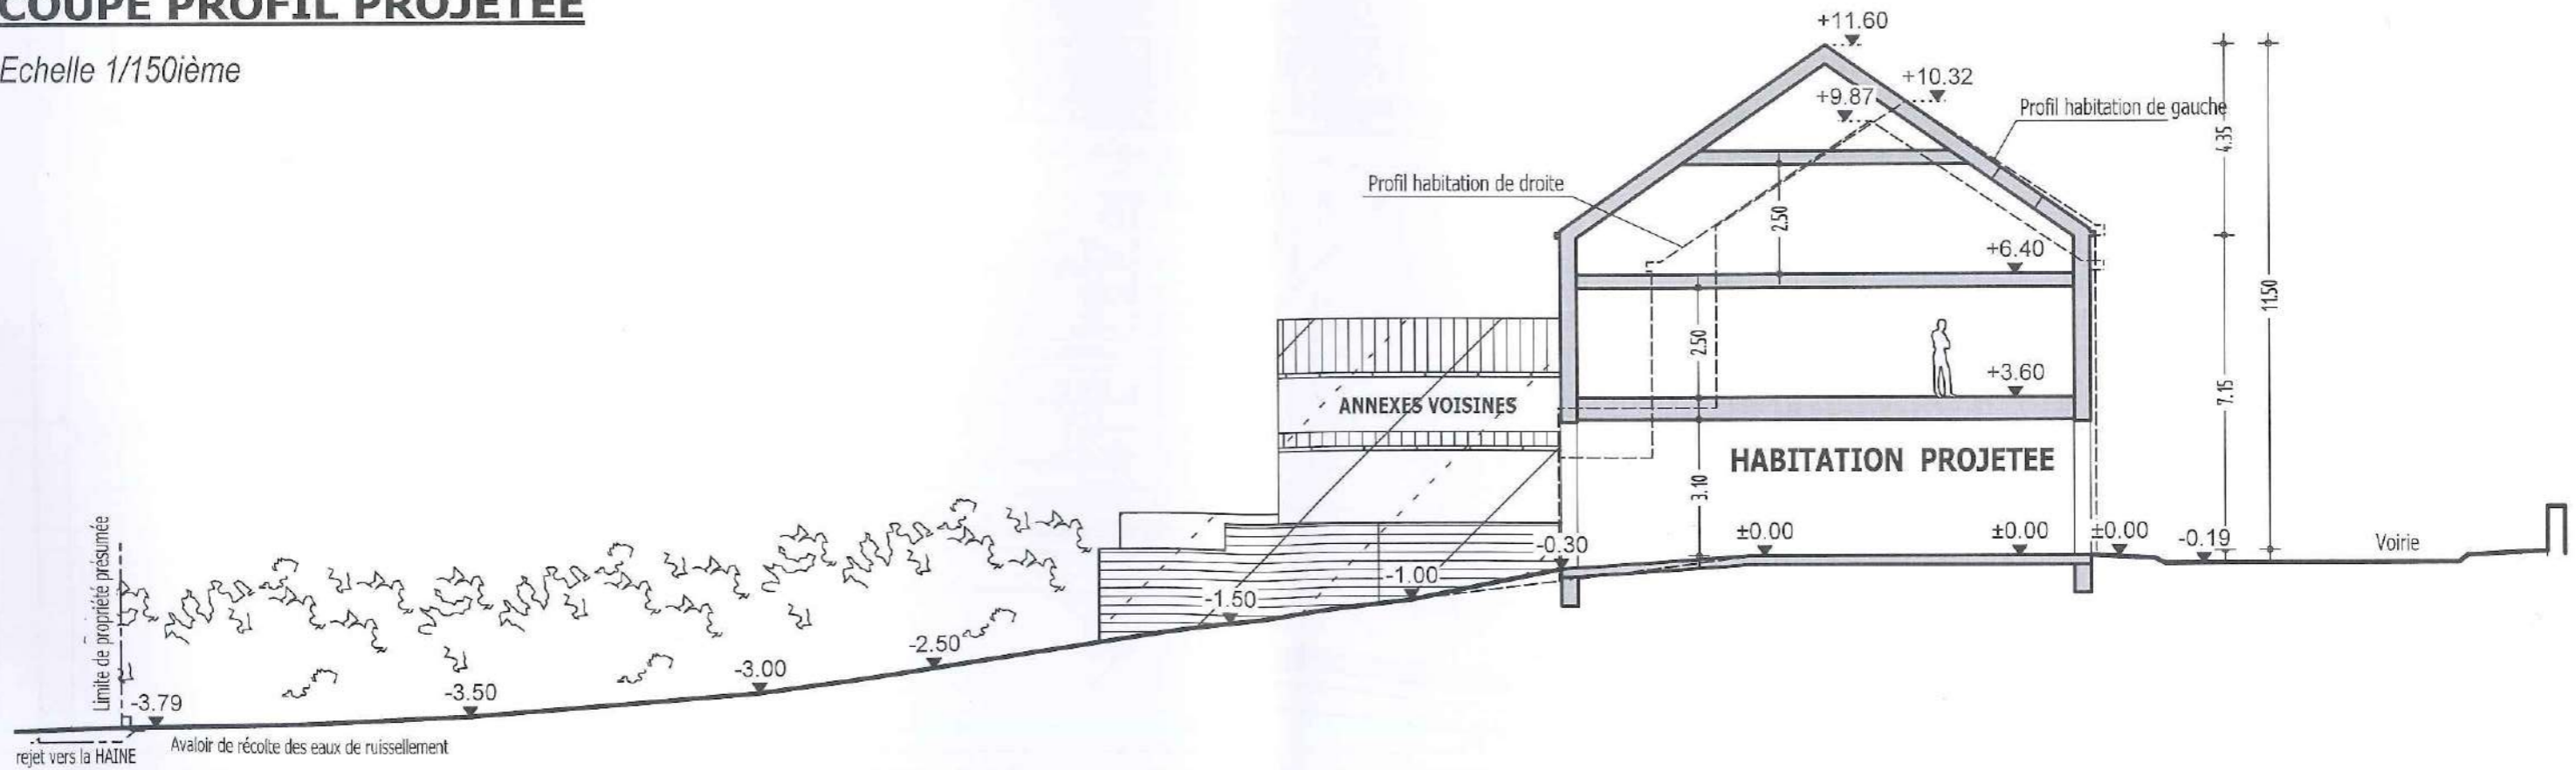 COUPE PROFIL PROJETEE
Echelle 1/150ième
+11.60
+10.32
+9.87
Profil habitation de gauche
4.35
Profil habitation de droite
2.50
+6.40
11.50
2.50
+3.60
7.15
ANNEXES VOISINES
HABITATION PROJETEE
3.10
Limite de propriété présumée
-0.30
±0.00
±0.00
±0.00
-0.19
Voirie
-1.00
-1.50
-2.50
-3.00
-3.50
-3.79
Avaloir de récolte des eaux de ruissellement
rejet vers la HAINE